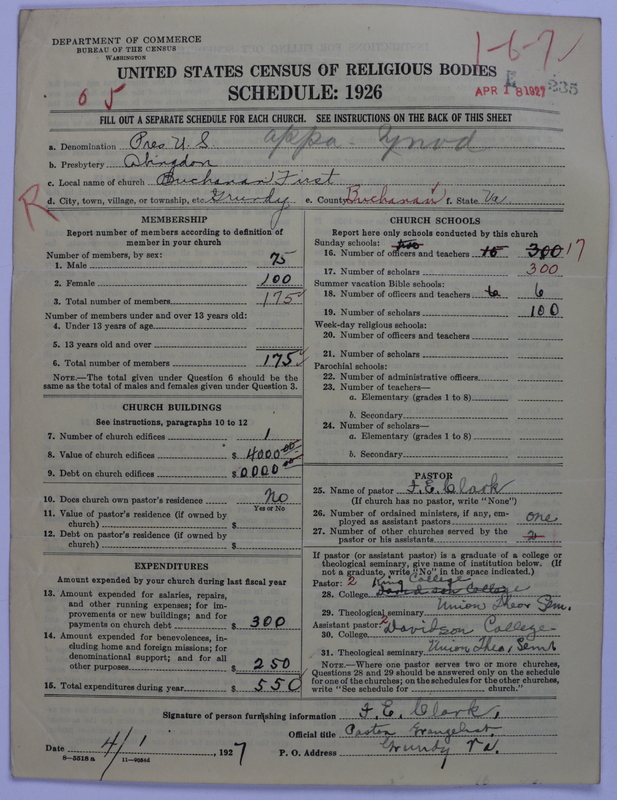 DEPARTMENT OF COMMERCE
BUREAU OF THE CENSUS
WASHINGTON
1-6-7
UNITED STATES CENSUS OF RELIGIOUS BODIES
SCHEDULE: 1926
APR 18 1927
E 235
FILL OUT A SEPARATE SCHEDULE FOR EACH CHURCH. SEE INSTRUCTIONS ON THE BACK OF THIS SHEET
a. Denomination Pres. U.S. Appa. Synod
b. Presbytery Abingdon
c. Local name of church Buchanan First
R
d. City, town, village, or township, etc. Grundy e. County Buchanan f. State Va
MEMBERSHIP
Report number of members according to definition of
member in your church
Number of members, by sex:
1. Male 75
2. Female 100
3. Total number of members 175
Number of members under and over 13 years old:
4. Under 13 years of age
5. 13 years old and over
6. Total number of members 175
NOTE.—The total given under Question 6 should be the
same as the total of males and females given under Question 3.
CHURCH BUILDINGS
See instructions, paragraphs 10 to 12
7. Number of church edifices 1
8. Value of church edifices $ 4000 00
9. Debt on church edifices $ 0000 00
10. Does church own pastor's residence No
Yes or No
11. Value of pastor's residence (if owned by
church) $
12. Debt on pastor's residence (if owned by
church) $
EXPENDITURES
Amount expended by your church during last fiscal year
13. Amount expended for salaries, repairs,
and other running expenses; for im-
provements or new buildings; and for
payments on church debt $ 300
14. Amount expended for benevolences, in-
cluding home and foreign missions; for
denominational support; and for all
other purposes $ 250
15. Total expenditures during year $ 550
CHURCH SCHOOLS
Report here only schools conducted by this church
Sunday schools:
16. Number of officers and teachers 15 300 17
17. Number of scholars 300
Summer vacation Bible schools:
18. Number of officers and teachers 6 6
19. Number of scholars 100
Week-day religious schools:
20. Number of officers and teachers
21. Number of scholars
Parochial schools:
22. Number of administrative officers
23. Number of teachers—
a. Elementary (grades 1 to 8)
b. Secondary
24. Number of scholars—
a. Elementary (grades 1 to 8)
b. Secondary
PASTOR
25. Name of pastor F. E. Clark
(If church has no pastor, write "None")
26. Number of ordained ministers, if any, em-
ployed as assistant pastors one
27. Number of other churches served by the
pastor or his assistants 2
If pastor (or assistant pastor) is a graduate of a college or
theological seminary, give name of institution below. (If
not a graduate, write "No" in the space indicated.)
Pastor: 2 King College
28. College Davidson College
29. Theological seminary Union Theo Sem.
Assistant pastor: 2
30. College Davidson College
31. Theological seminary Union Theo, Sem
NOTE.—Where one pastor serves two or more churches,
Questions 28 and 29 should be answered only on the schedule
for one of the churches; on the schedules for the other churches,
write "See schedule for church."
Signature of person furnishing information F. E. Clark,
Official title Pastor Evangelist.
Date 4/1, 1927 P. O. Address Grundy Va.
8-5518 a 11-9254d